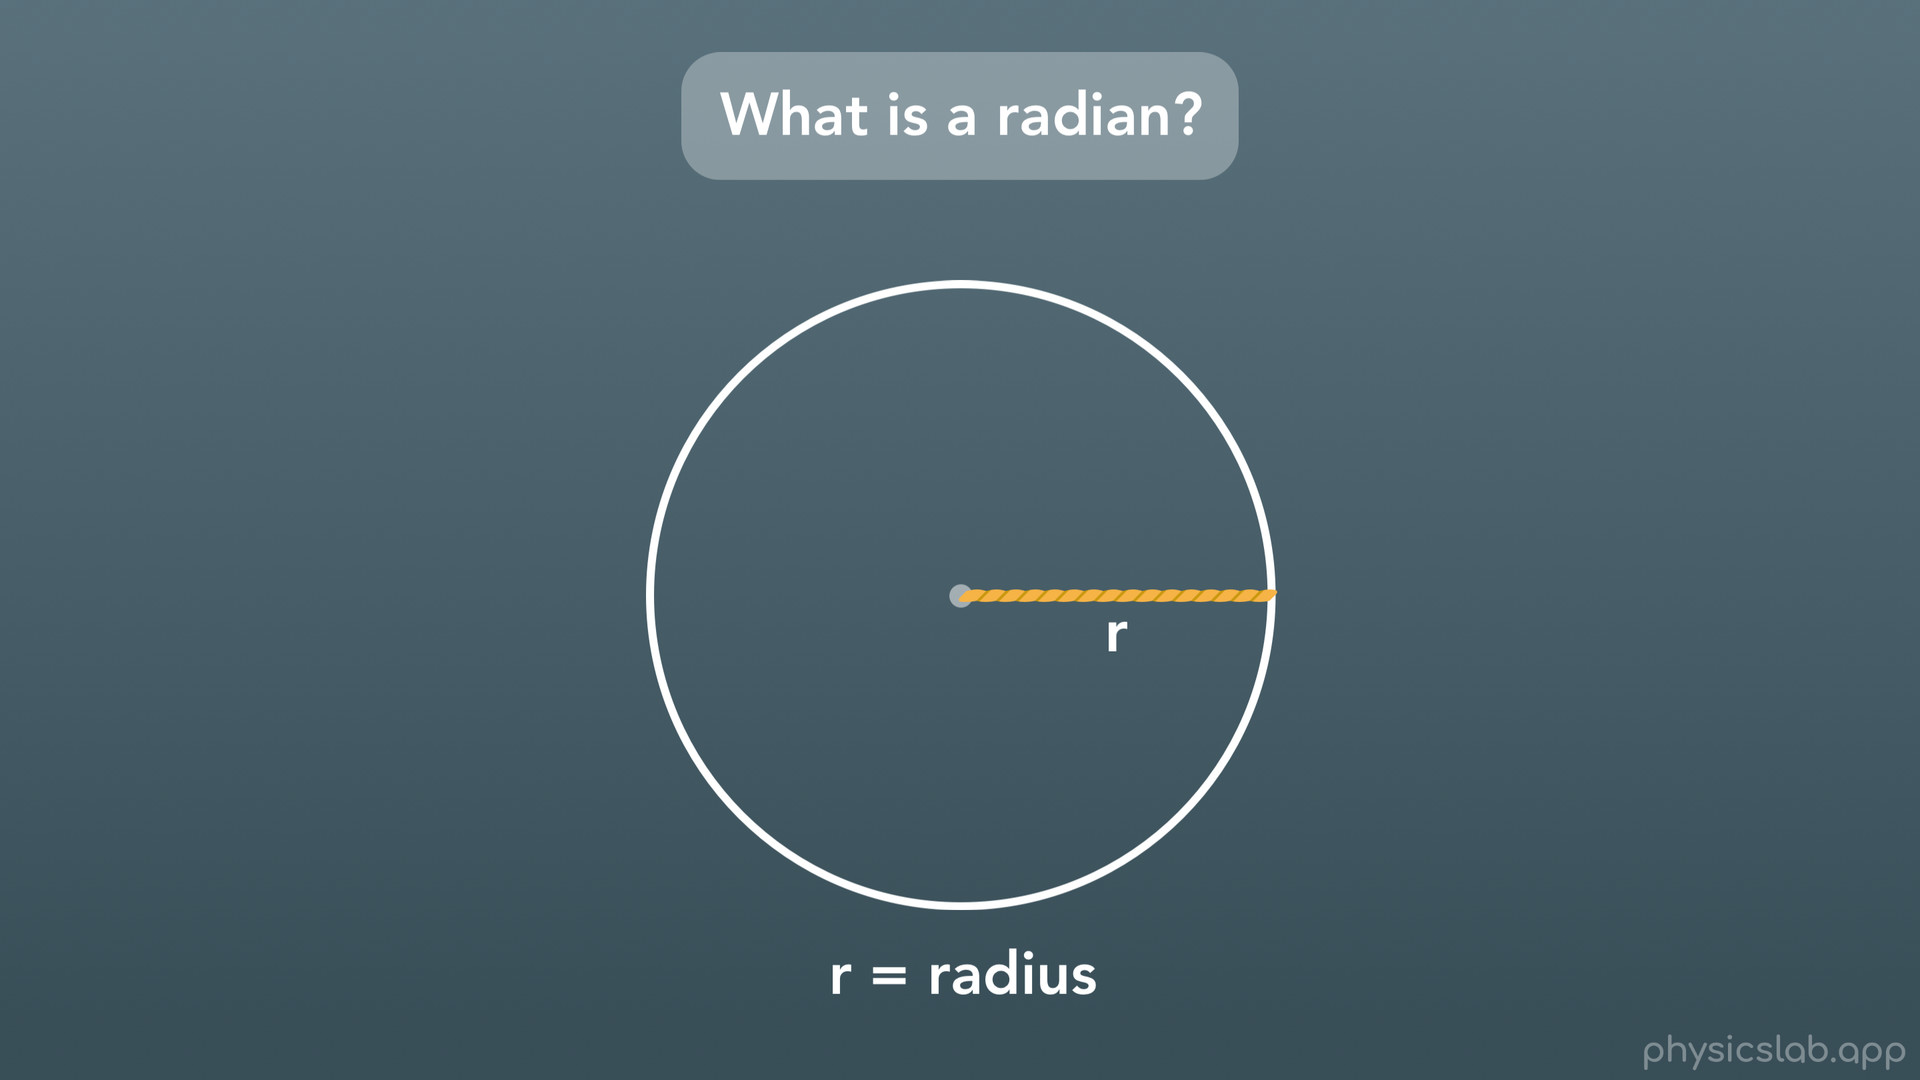 What is a radian?
r
r = radius
physicslab.app